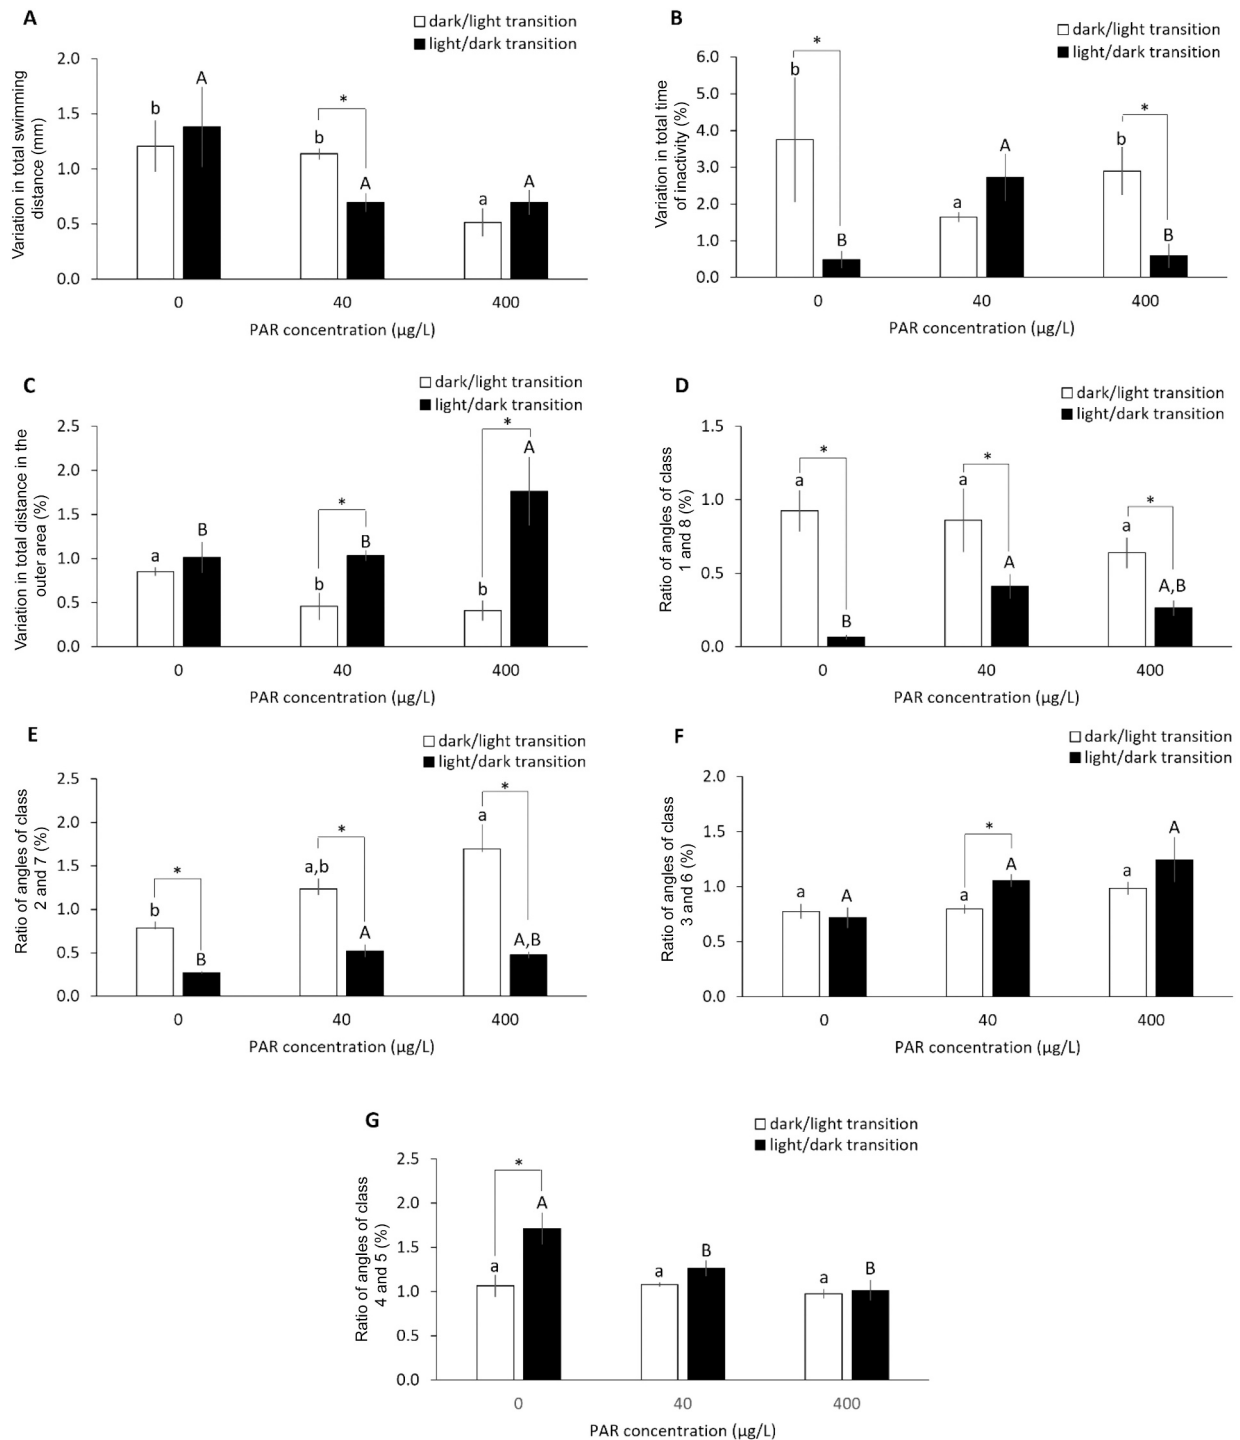 A
dark/light transition
light/dark transition
Variation in total swimming
distance (mm)
2.0
1.5
1.0
0.5
0.0
b
A
*
b
A
a
A
0 40 400
PAR concentration (µg/L)
B
dark/light transition
light/dark transition
Variation in total time
of inactivity (%)
6.0
5.0
4.0
3.0
2.0
1.0
0.0
*
b
B
a
A
*
b
B
0 40 400
PAR concentration (µg/L)
C
dark/light transition
light/dark transition
Variation in total distance in the
outer area (%)
2.5
2.0
1.5
1.0
0.5
0.0
a
B
*
b
B
*
b
A
0 40 400
PAR concentration (µg/L)
D
dark/light transition
light/dark transition
Ratio of angles of class
1 and 8 (%)
1.5
1.0
0.5
0.0
*
a
B
*
a
A
*
a
A,B
0 40 400
PAR concentration (µg/L)
E
dark/light transition
light/dark transition
Ratio of angles of class
2 and 7 (%)
2.5
2.0
1.5
1.0
0.5
0.0
*
b
B
*
a,b
A
*
a
A,B
0 40 400
PAR concentration (µg/L)
F
dark/light transition
light/dark transition
Ratio of angles of class
3 and 6 (%)
2.0
1.5
1.0
0.5
0.0
a
A
*
a
A
a
A
0 40 400
PAR concentration (µg/L)
G
dark/light transition
light/dark transition
Ratio of angles of class
4 and 5 (%)
2.5
2.0
1.5
1.0
0.5
0.0
*
a
A
a
B
a
B
0 40 400
PAR concentration (µg/L)